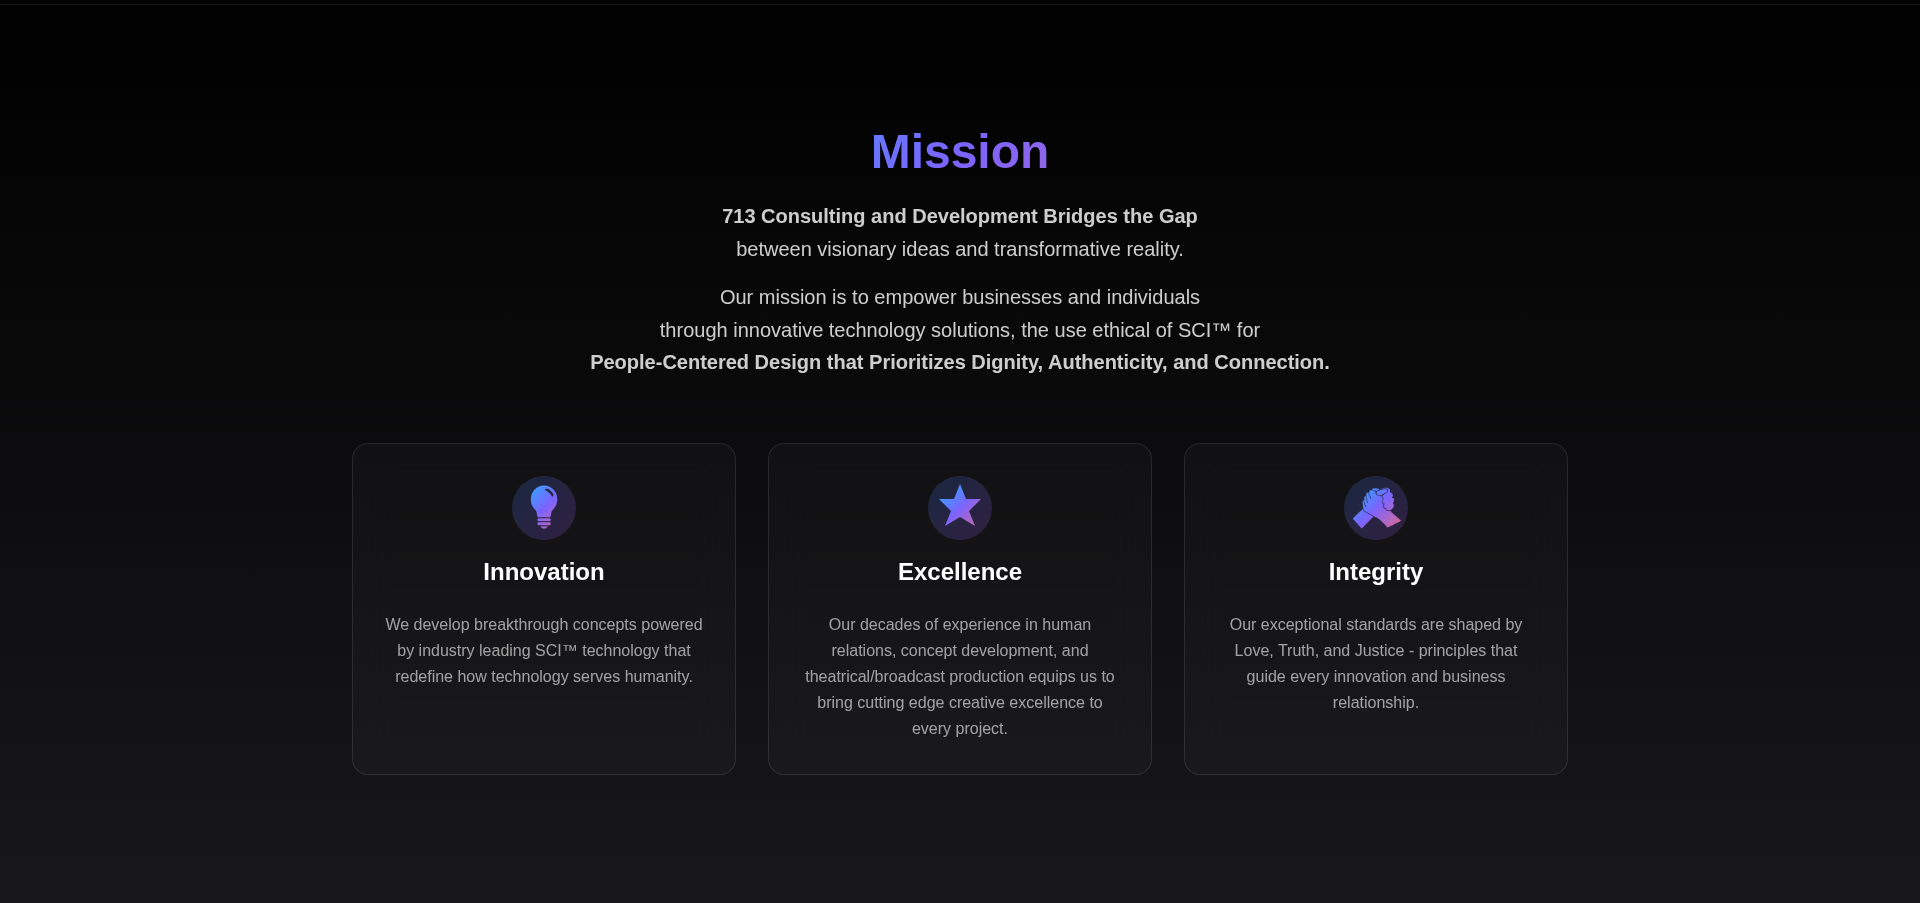 Mission
713 Consulting and Development Bridges the Gap
between visionary ideas and transformative reality.
Our mission is to empower businesses and individuals
through innovative technology solutions, the use ethical of SCI™ for
People-Centered Design that Prioritizes Dignity, Authenticity, and Connection.
Innovation
We develop breakthrough concepts powered
by industry leading SCI™ technology that
redefine how technology serves humanity.
Excellence
Our decades of experience in human
relations, concept development, and
theatrical/broadcast production equips us to
bring cutting edge creative excellence to
every project.
Integrity
Our exceptional standards are shaped by
Love, Truth, and Justice - principles that
guide every innovation and business
relationship.